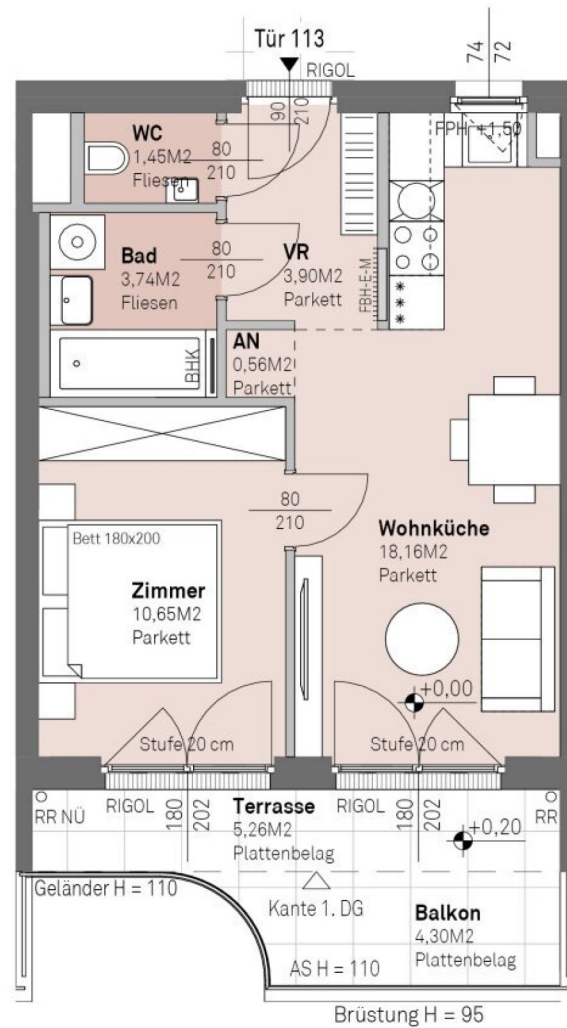 Tür 113
RIGOL
90
210
74
72
WC
1,45M2
Fliesen
80
210
FPH +1,50
Bad
3,74M2
Fliesen
80
210
VR
3,90M2
Parkett
FBH-E-M
AN
0,56M2
Parkett
BHK
80
210
Bett 180x200
Zimmer
10,65M2
Parkett
Wohnküche
18,16M2
Parkett
+0,00
Stufe 20 cm
Stufe 20 cm
RR NÜ
RIGOL
180
202
Terrasse
5,26M2
Plattenbelag
RIGOL
180
202
RR
+0,20
Geländer H = 110
Kante 1. DG
Balkon
4,30M2
Plattenbelag
AS H = 110
Brüstung H = 95